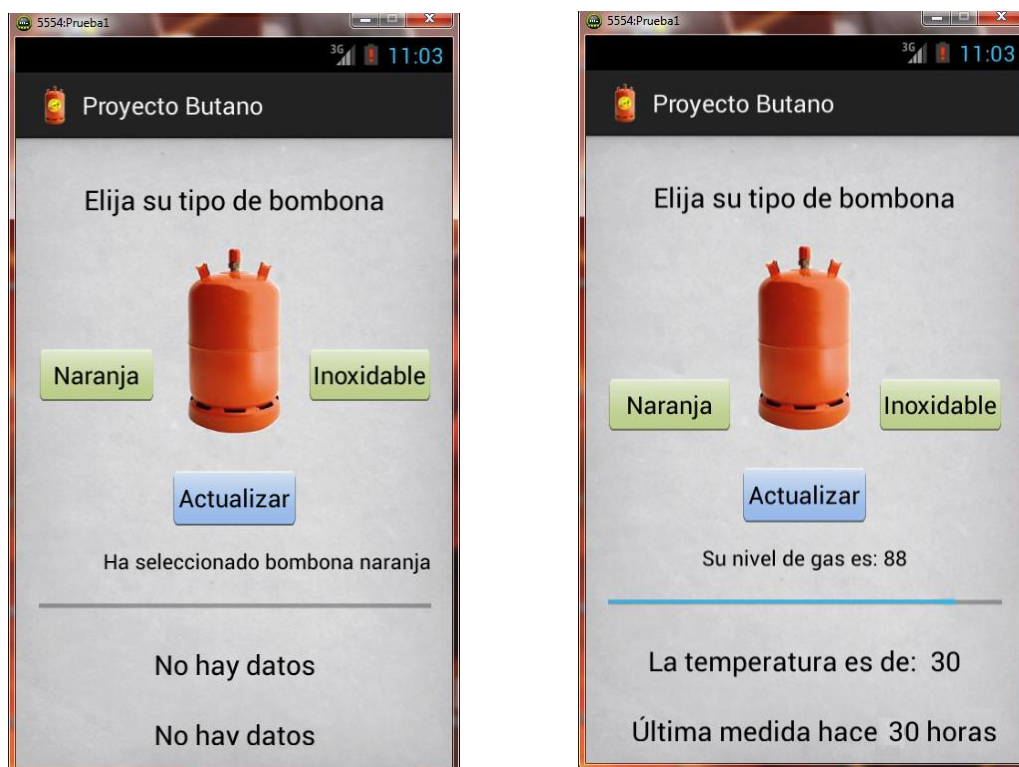 5554:Prueba1
3G 11:03
Proyecto Butano
Elija su tipo de bombona
Naranja
Inoxidable
Actualizar
Ha seleccionado bombona naranja
No hay datos
No hay datos
5554:Prueba1
3G 11:03
Proyecto Butano
Elija su tipo de bombona
Naranja
Inoxidable
Actualizar
Su nivel de gas es: 88
La temperatura es de: 30
Última medida hace 30 horas